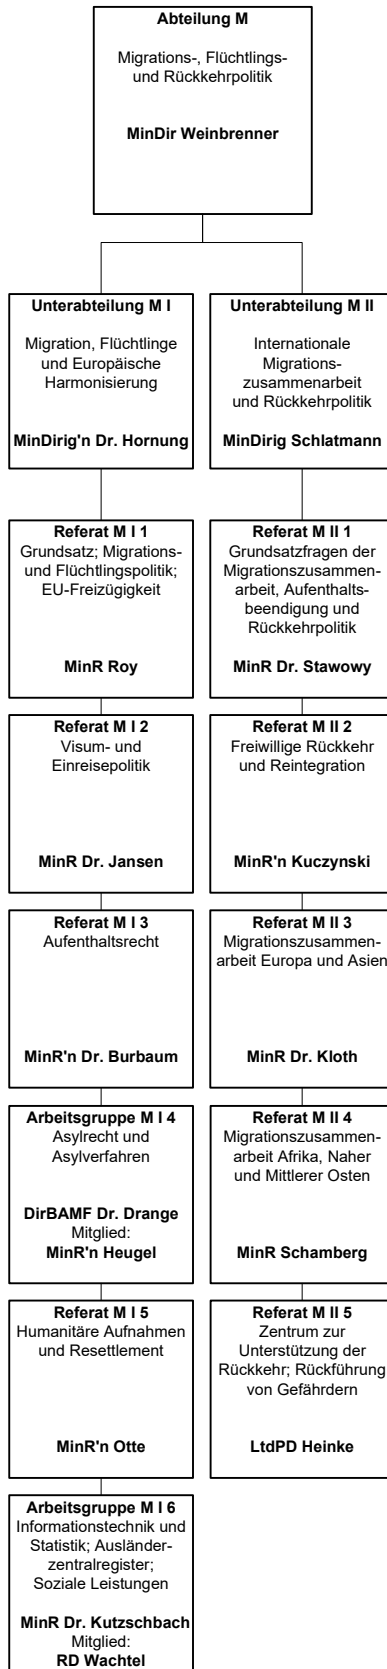 Abteilung M
Migrations-, Flüchtlings-
und Rückkehrpolitik
MinDir Weinbrenner
Unterabteilung M I
Migration, Flüchtlinge
und Europäische
Harmonisierung
MinDirig'n Dr. Hornung
Unterabteilung M II
Internationale
Migrations-
zusammenarbeit
und Rückkehrpolitik
MinDirig Schlatmann
Referat M I 1
Grundsatz; Migrations-
und Flüchtlingspolitik;
EU-Freizügigkeit
MinR Roy
Referat M II 1
Grundsatzfragen der
Migrationszusammen-
arbeit, Aufenthalts-
beendigung und
Rückkehrpolitik
MinR Dr. Stawowy
Referat M I 2
Visum- und
Einreisepolitik
MinR Dr. Jansen
Referat M II 2
Freiwillige Rückkehr
und Reintegration
MinR'n Kuczynski
Referat M I 3
Aufenthaltsrecht
MinR'n Dr. Burbaum
Referat M II 3
Migrationszusammen-
arbeit Europa und Asien
MinR Dr. Kloth
Arbeitsgruppe M I 4
Asylrecht und
Asylverfahren
DirBAMF Dr. Drange
Mitglied:
MinR'n Heugel
Referat M II 4
Migrationszusammen-
arbeit Afrika, Naher
und Mittlerer Osten
MinR Schamberg
Referat M I 5
Humanitäre Aufnahmen
und Resettlement
MinR'n Otte
Referat M II 5
Zentrum zur
Unterstützung der
Rückkehr; Rückführung
von Gefährdern
LtdPD Heinke
Arbeitsgruppe M I 6
Informationstechnik und
Statistik; Ausländer-
zentralregister;
Soziale Leistungen
MinR Dr. Kutzschbach
Mitglied:
RD Wachtel